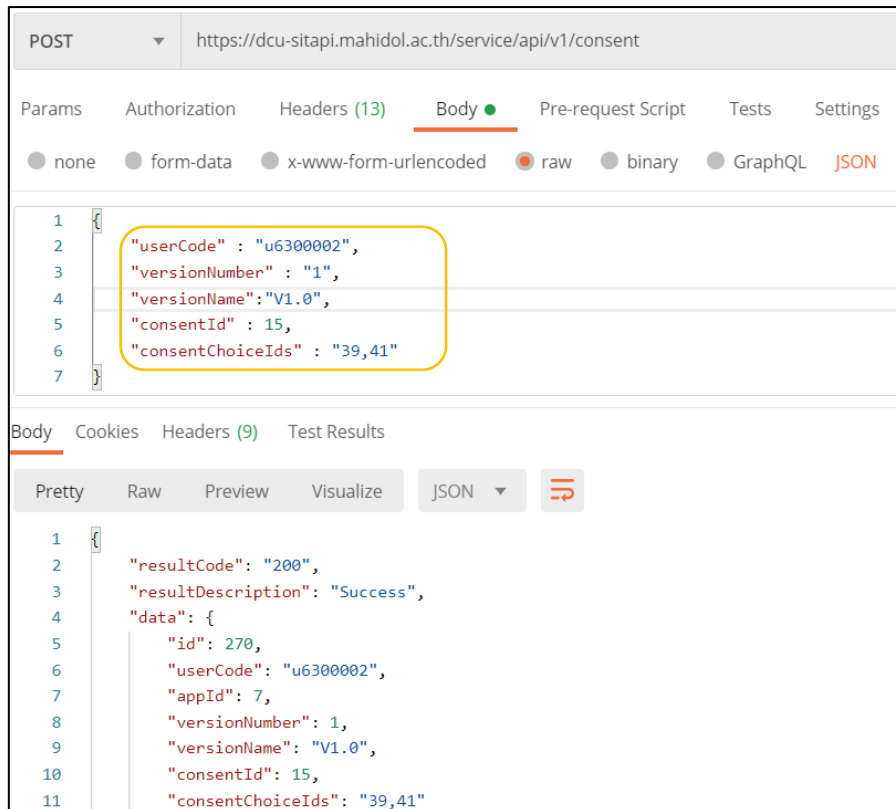 POST https://dcu-sitapi.mahidol.ac.th/service/api/v1/consent
Params Authorization Headers (13) Body Pre-request Script Tests Settings
none form-data x-www-form-urlencoded raw binary GraphQL JSON
1 {
2 "userCode" : "u6300002",
3 "versionNumber" : "1",
4 "versionName":"V1.0",
5 "consentId" : 15,
6 "consentChoiceIds" : "39,41"
7 }
Body Cookies Headers (9) Test Results
Pretty Raw Preview Visualize JSON
1 {
2 "resultCode": "200",
3 "resultDescription": "Success",
4 "data": {
5 "id": 270,
6 "userCode": "u6300002",
7 "appId": 7,
8 "versionNumber": 1,
9 "versionName": "V1.0",
10 "consentId": 15,
11 "consentChoiceIds": "39,41"